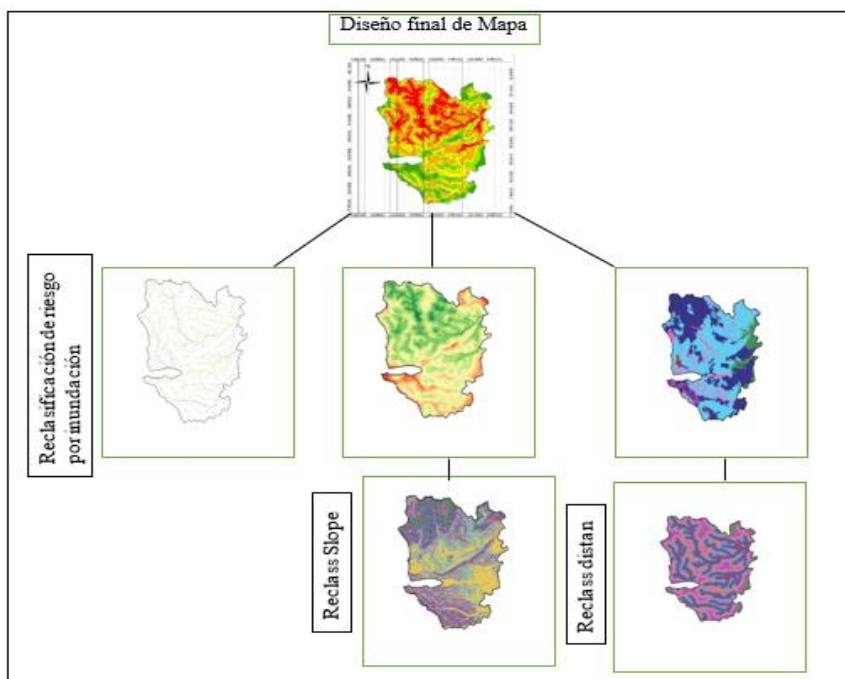 Diseño final de Mapa
Reclasificación de riesgo
por inundación
Reclass Slope
Reclass distan